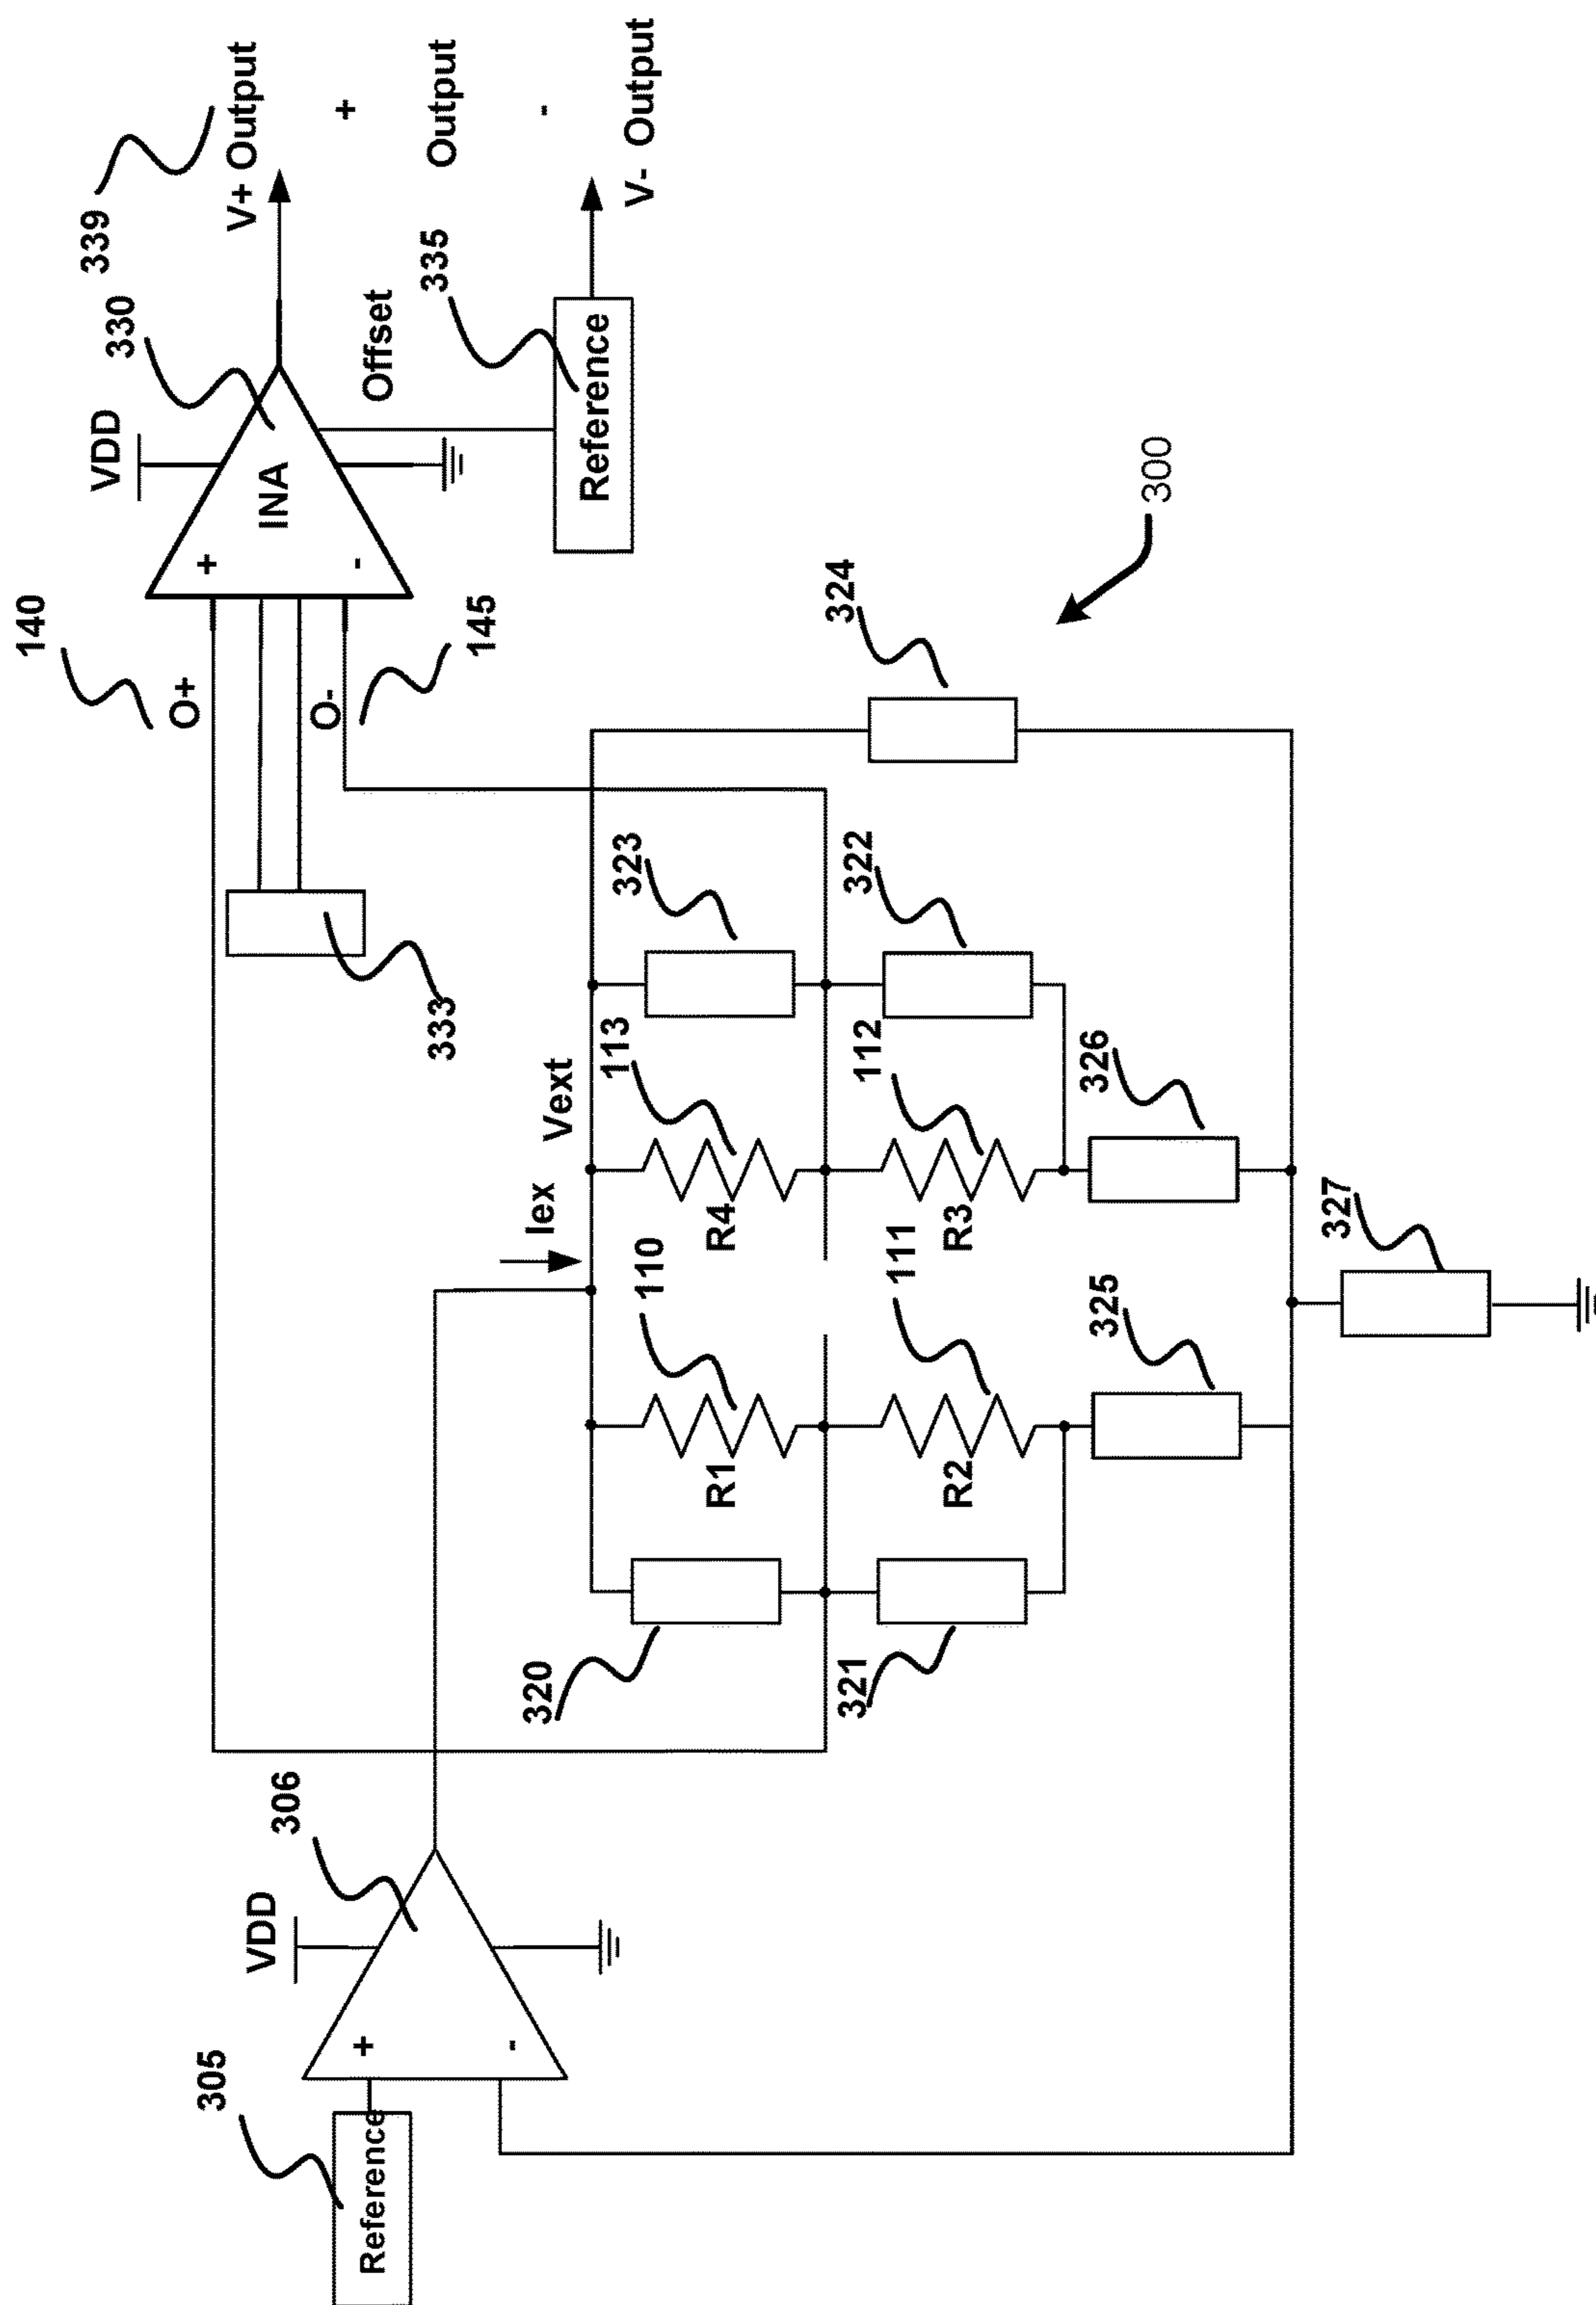 339
V+ Output
+
Output
-
V- Output
330
VDD
INA
+
-
Offset
335
Reference
140
O+
O-
145
333
324
300
323
322
113
112
Vext
326
Iex
R4
R3
327
110
111
325
R1
R2
320
321
306
VDD
+
-
305
Reference